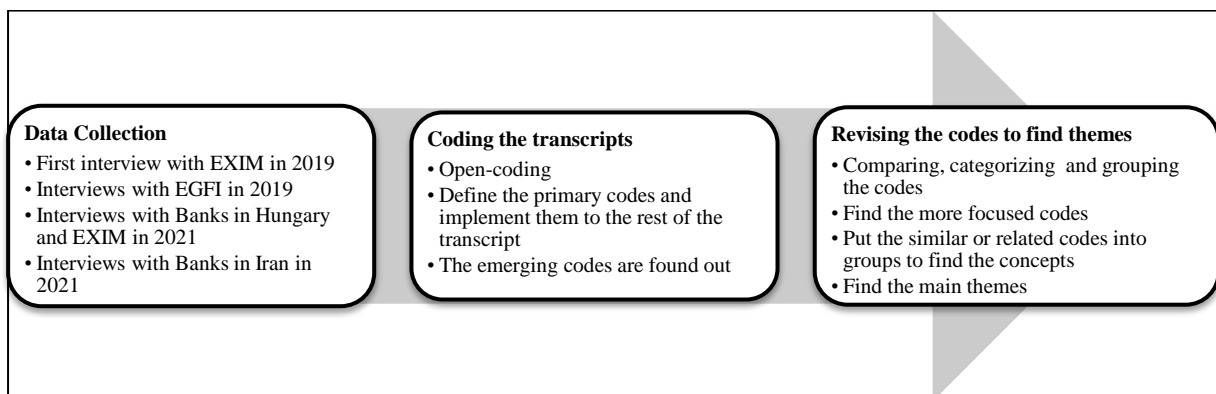 Data Collection
• First interview with EXIM in 2019
• Interviews with EGFI in 2019
• Interviews with Banks in Hungary
and EXIM in 2021
• Interviews with Banks in Iran in
2021
Coding the transcripts
• Open-coding
• Define the primary codes and
implement them to the rest of the
transcript
• The emerging codes are found out
Revising the codes to find themes
• Comparing, categorizing and grouping
the codes
• Find the more focused codes
• Put the similar or related codes into
groups to find the concepts
• Find the main themes